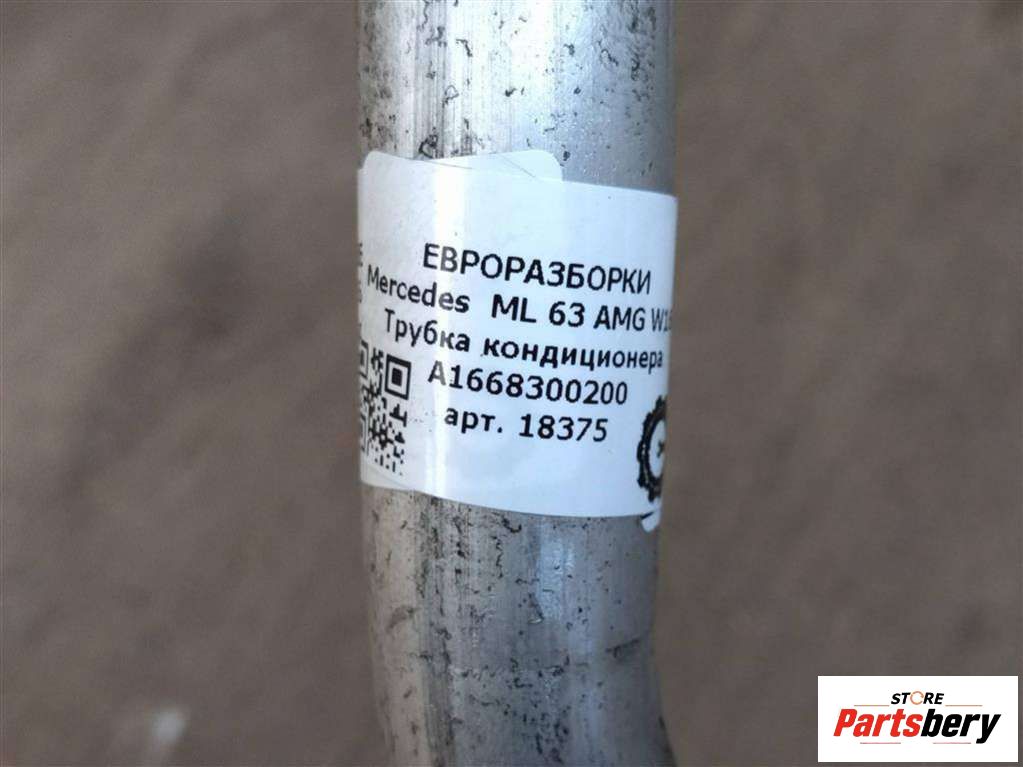 ЕВРОРАЗБОРКИ
Mercedes ML 63 AMG
Трубка кондиционера
A1668300200
арт. 18375
STORE
Partsbery